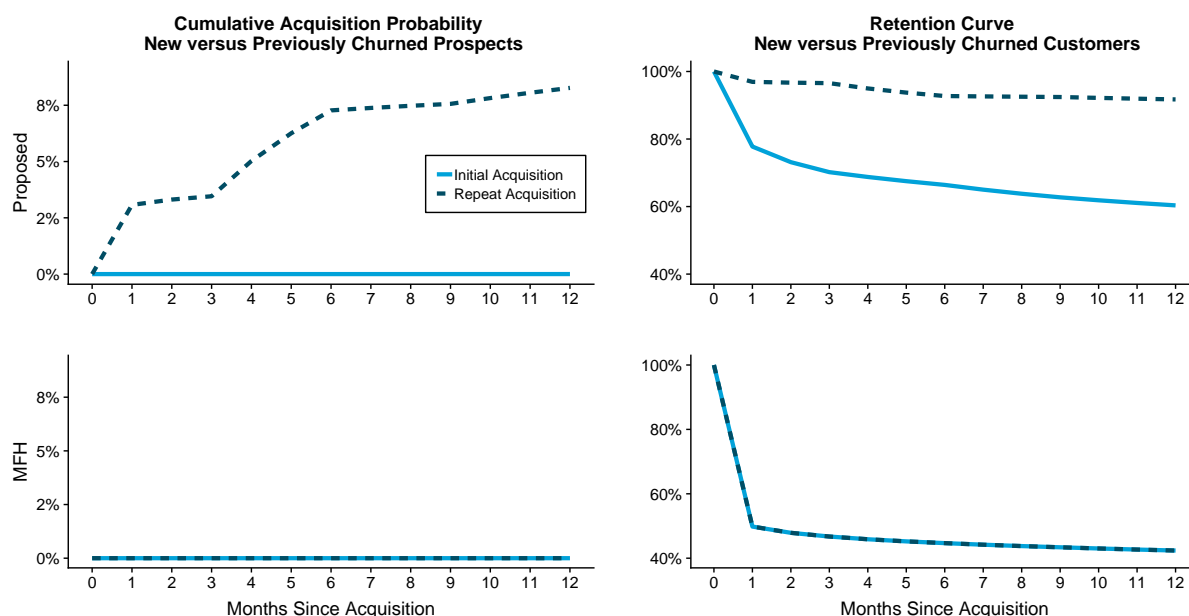 Cumulative Acquisition Probability
New versus Previously Churned Prospects
Proposed
8%
5%
2%
0%
Initial Acquisition
Repeat Acquisition
0 1 2 3 4 5 6 7 8 9 10 11 12
Retention Curve
New versus Previously Churned Customers
100%
80%
60%
40%
0 1 2 3 4 5 6 7 8 9 10 11 12
MFH
8%
5%
2%
0%
0 1 2 3 4 5 6 7 8 9 10 11 12
Months Since Acquisition
100%
80%
60%
40%
0 1 2 3 4 5 6 7 8 9 10 11 12
Months Since Acquisition